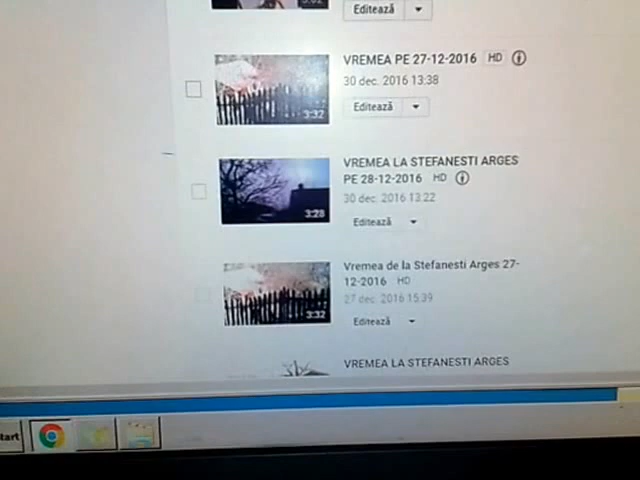 Editează
VREMEA PE 27-12-2016 HD
30 dec. 2016 13:38
Editează
3:32
VREMEA LA STEFANESTI ARGES
PE 28-12-2016 HD
30 dec. 2016 13:22
Editează
3:28
Vremea de la Stefanesti Arges 27-
12-2016 HD
27 dec. 2016 15:39
Editează
3:32
VREMEA LA STEFANESTI ARGES
tart